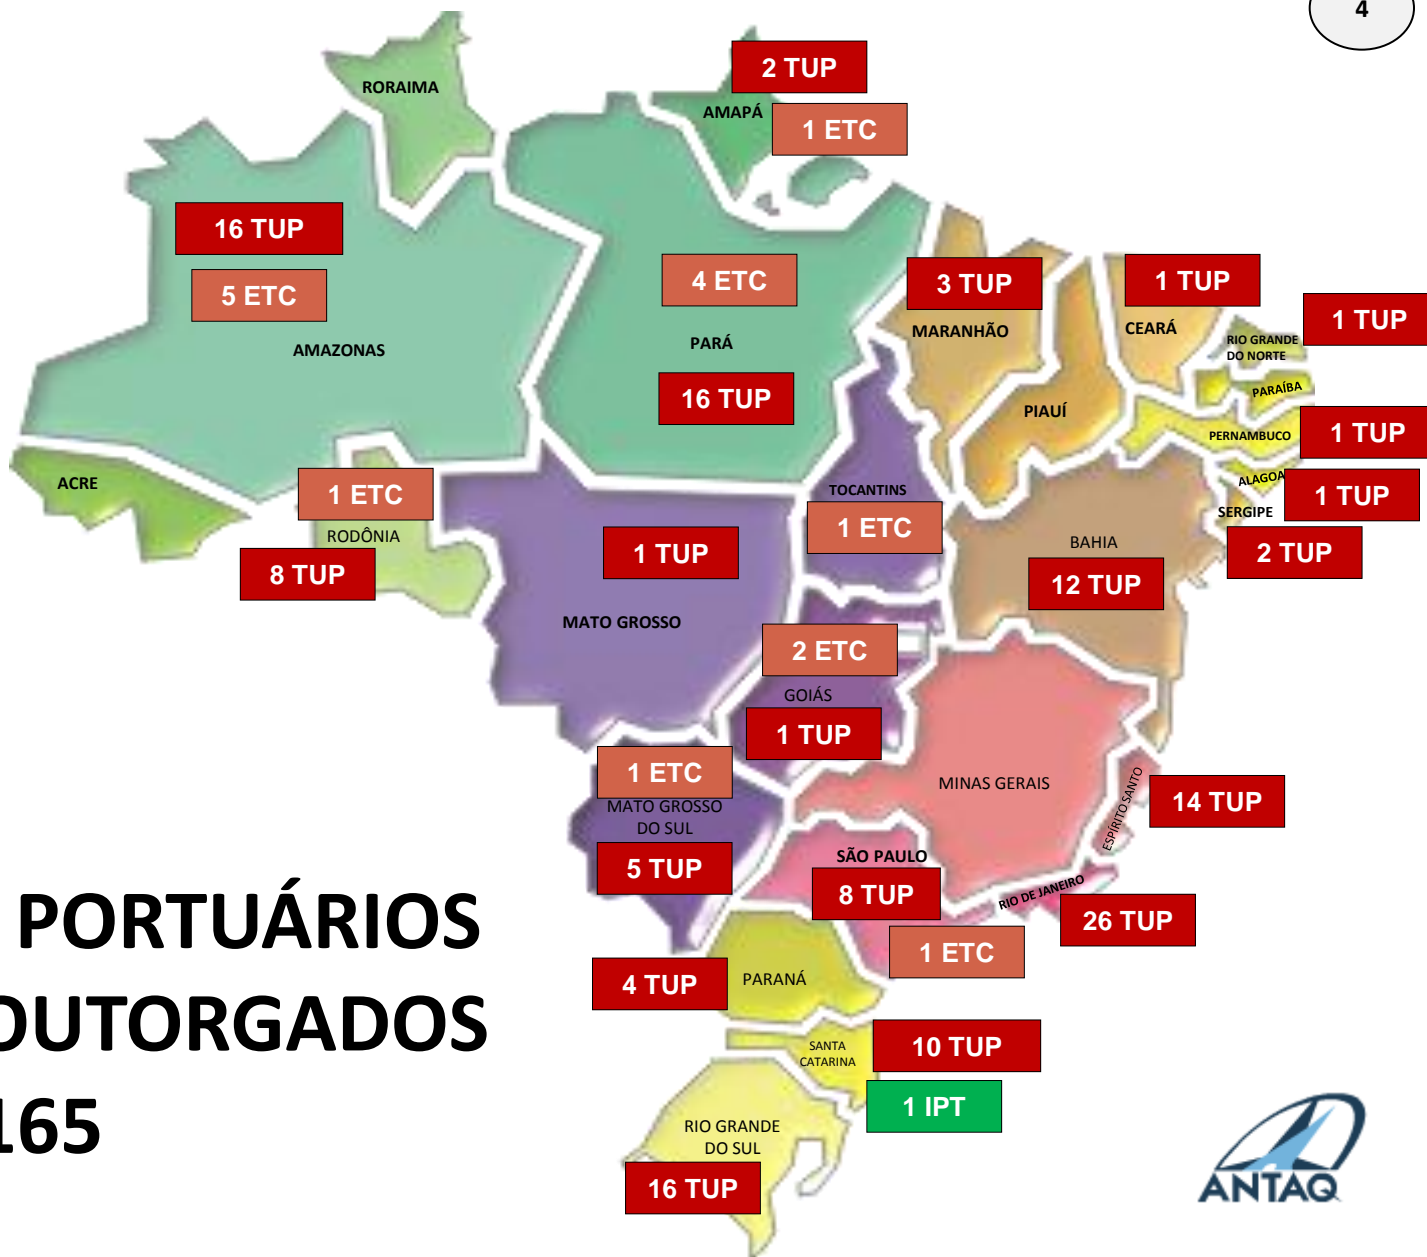 4
2 TUP
RORAIMA
AMAPÁ
1 ETC
16 TUP
5 ETC
AMAZONAS
4 ETC
PARÁ
16 TUP
3 TUP
MARANHÃO
1 TUP
CEARÁ
1 TUP
RIO GRANDE
DO NORTE
PARAÍBA
PIAUÍ
PERNAMBUCO
1 TUP
ALAGOA
1 TUP
SERGIPE
2 TUP
ACRE
1 ETC
RODÔNIA
8 TUP
TOCANTINS
1 ETC
1 TUP
MATO GROSSO
BAHIA
12 TUP
2 ETC
GOIÁS
1 TUP
1 ETC
MATO GROSSO
DO SUL
5 TUP
MINAS GERAIS
ESPÍRITO SANTO
14 TUP
SÃO PAULO
8 TUP
RIO DE JANEIRO
26 TUP
1 ETC
4 TUP
PARANÁ
SANTA
CATARINA
10 TUP
1 IPT
RIO GRANDE
DO SUL
16 TUP
PORTUÁRIOS
OUTORGADOS
165
ANTAQ